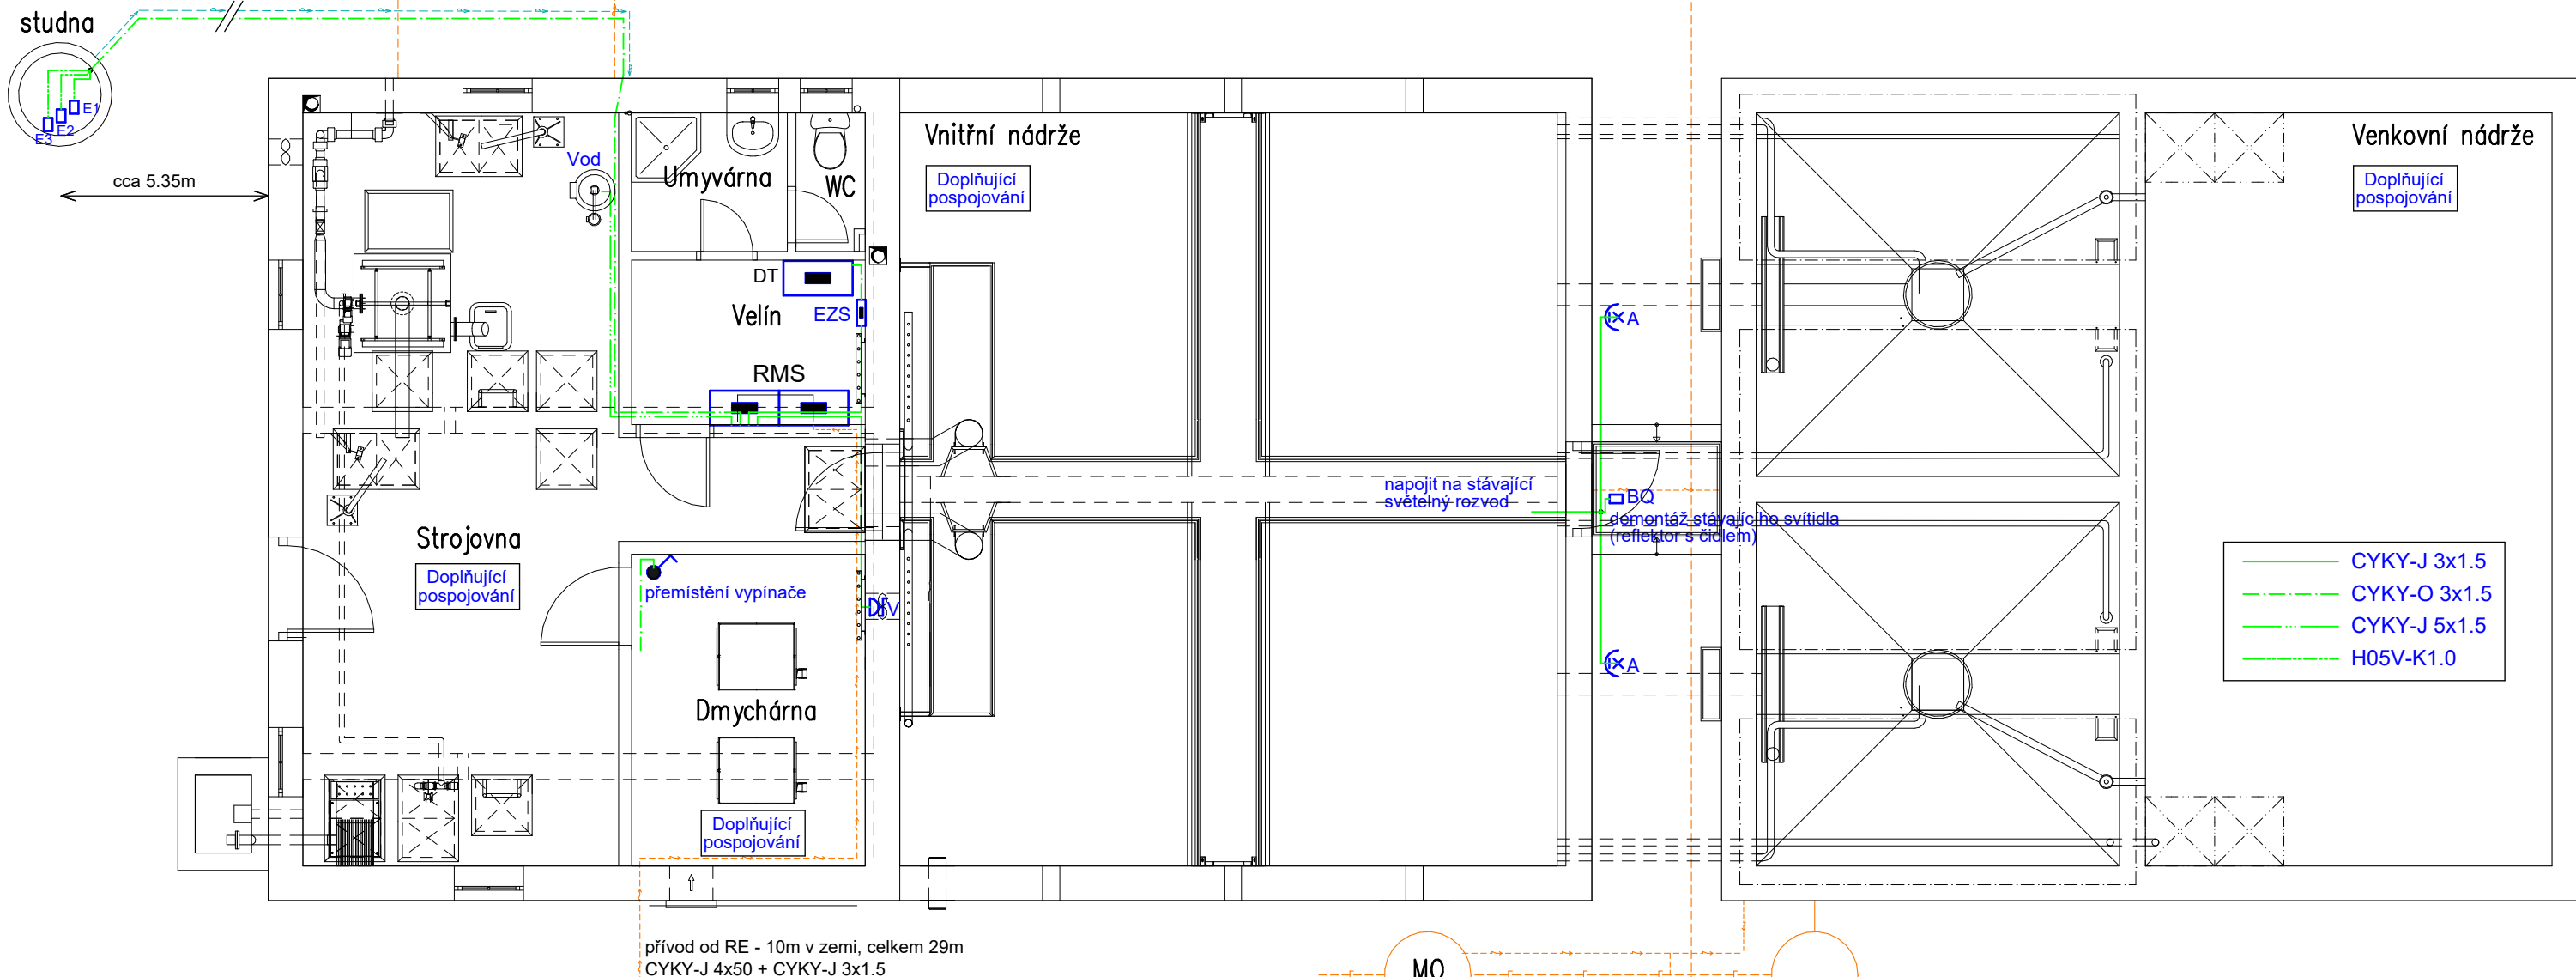 studna
E1
E2
E3
cca 5.35m
Vod
Umyvárna
WC
DT
Velín
EZS
RMS
Vnitřní nádrže
Doplňující
pospojování
Venkovní nádrže
Doplňující
pospojování
A
napojit na stávající
světelný rozvod
BQ
demontáž stávajícího svítidla
(reflektor s čidlem)
Strojovna
Doplňující
pospojování
přemístění vypínače
V
A
Dmychárna
Doplňující
pospojování
CYKY-J 3x1.5
CYKY-O 3x1.5
CYKY-J 5x1.5
H05V-K1.0
přívod od RE - 10m v zemi, celkem 29m
CYKY-J 4x50 + CYKY-J 3x1.5